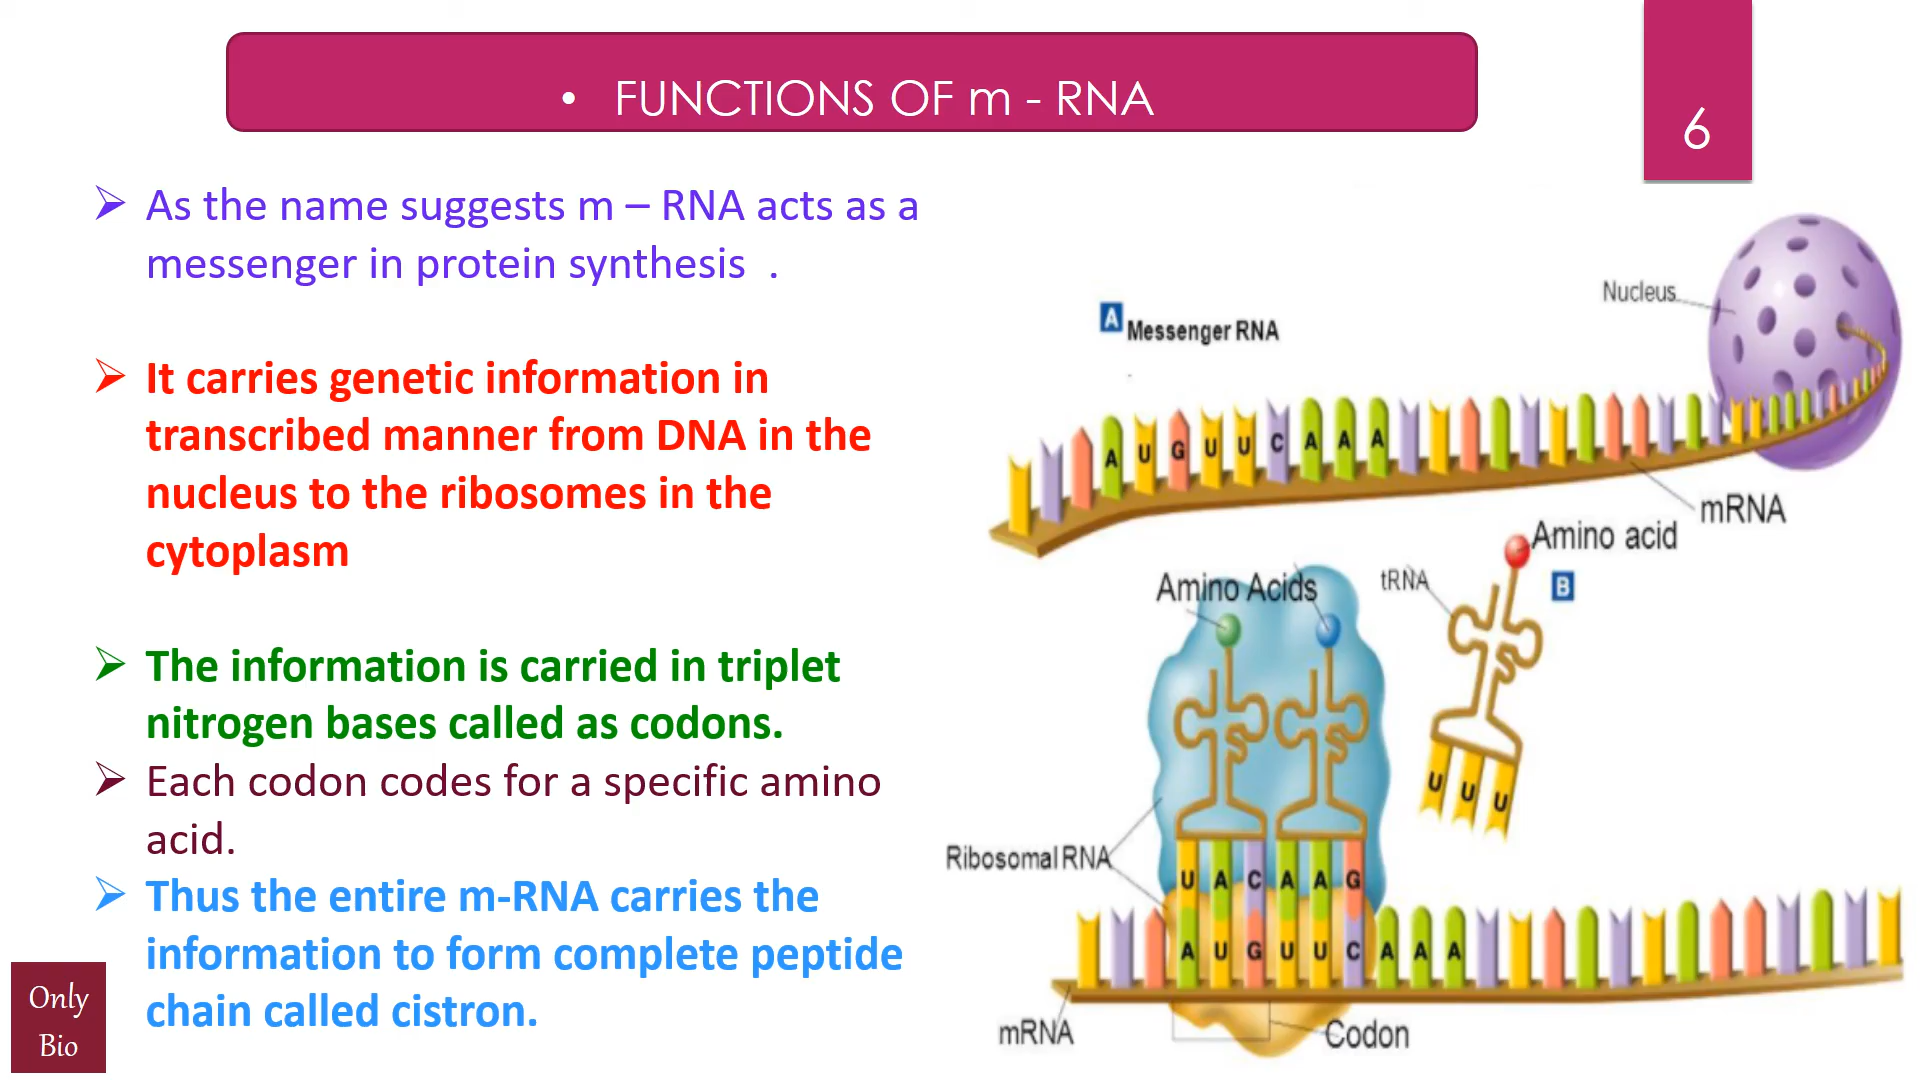 • FUNCTIONS OF m - RNA
6
➢ As the name suggests m – RNA acts as a
messenger in protein synthesis .
➢ It carries genetic information in
transcribed manner from DNA in the
nucleus to the ribosomes in the
cytoplasm
➢ The information is carried in triplet
nitrogen bases called as codons.
➢ Each codon codes for a specific amino
acid.
➢ Thus the entire m-RNA carries the
information to form complete peptide
chain called cistron.
Only
Bio
Nucleus
A Messenger RNA
A U G U U C A A A
mRNA
Amino acid
B
tRNA
Amino Acids
U U U
Ribosomal RNA
U A C A A G
A U G U U C A A A
mRNA
Codon